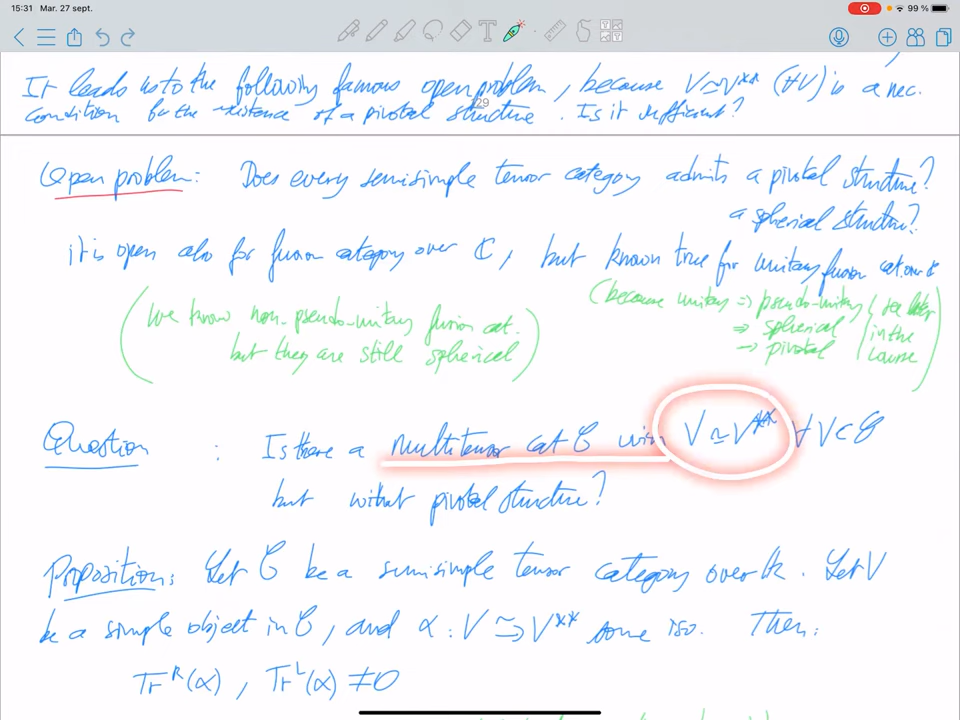 15:31 Mar. 27 sept.
99 %
It leads us to the following famous open problem, because V ≃ V** (∀V) is a nec.
129
condition for the existence of a pivotal structure. Is it sufficient?
Open problem: Does every semisimple tensor category admits a pivotal structure?
a spherical structure?
it is open also for fusion category over ℂ, but known true for unitary fusion cat. over ℂ
(because unitary => pseudo-unitary
=> spherical
→ pivotal
see later
in the
course)
(we know non-pseudo-unitary fusion cat.
but they are still spherical)
Question : Is there a multitensor cat 𝒞 with V ≃ V** ∀ V ∈ 𝒞
but without pivotal structure?
Proposition: Let 𝒞 be a semisimple tensor category over 𝕜. Let V
be a simple object in 𝒞, and α : V ≃→ V** some iso. Then:
Tr^R(α), Tr^L(α) ≠ 0